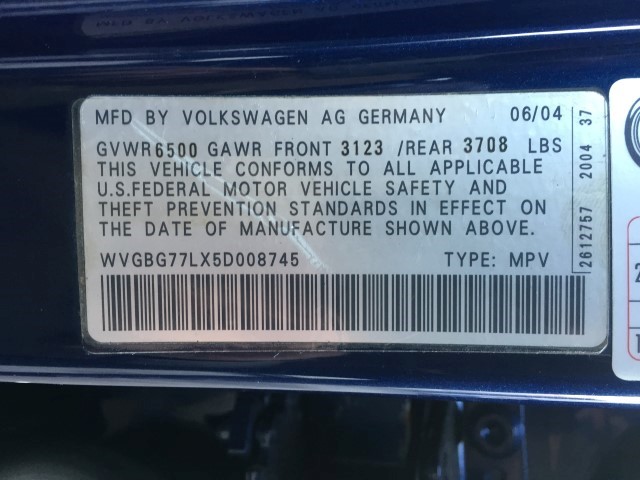 MFD BY VOLKSWAGEN AG GERMANY 06/04
GVWR6500 GAWR FRONT 3123 /REAR 3708 LBS
THIS VEHICLE CONFORMS TO ALL APPLICABLE
U.S.FEDERAL MOTOR VEHICLE SAFETY AND
THEFT PREVENTION STANDARDS IN EFFECT ON
THE DATE OF MANUFACTURE SHOWN ABOVE.
WVGBG77LX5D008745 TYPE: MPV
2612757 2004 37